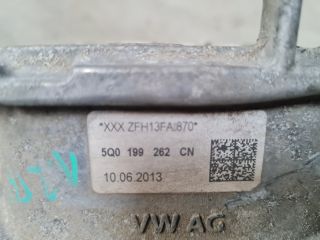 *XXX ZFH13FA.870*
5Q0 199 262 CN
10.06.2013
VW AG